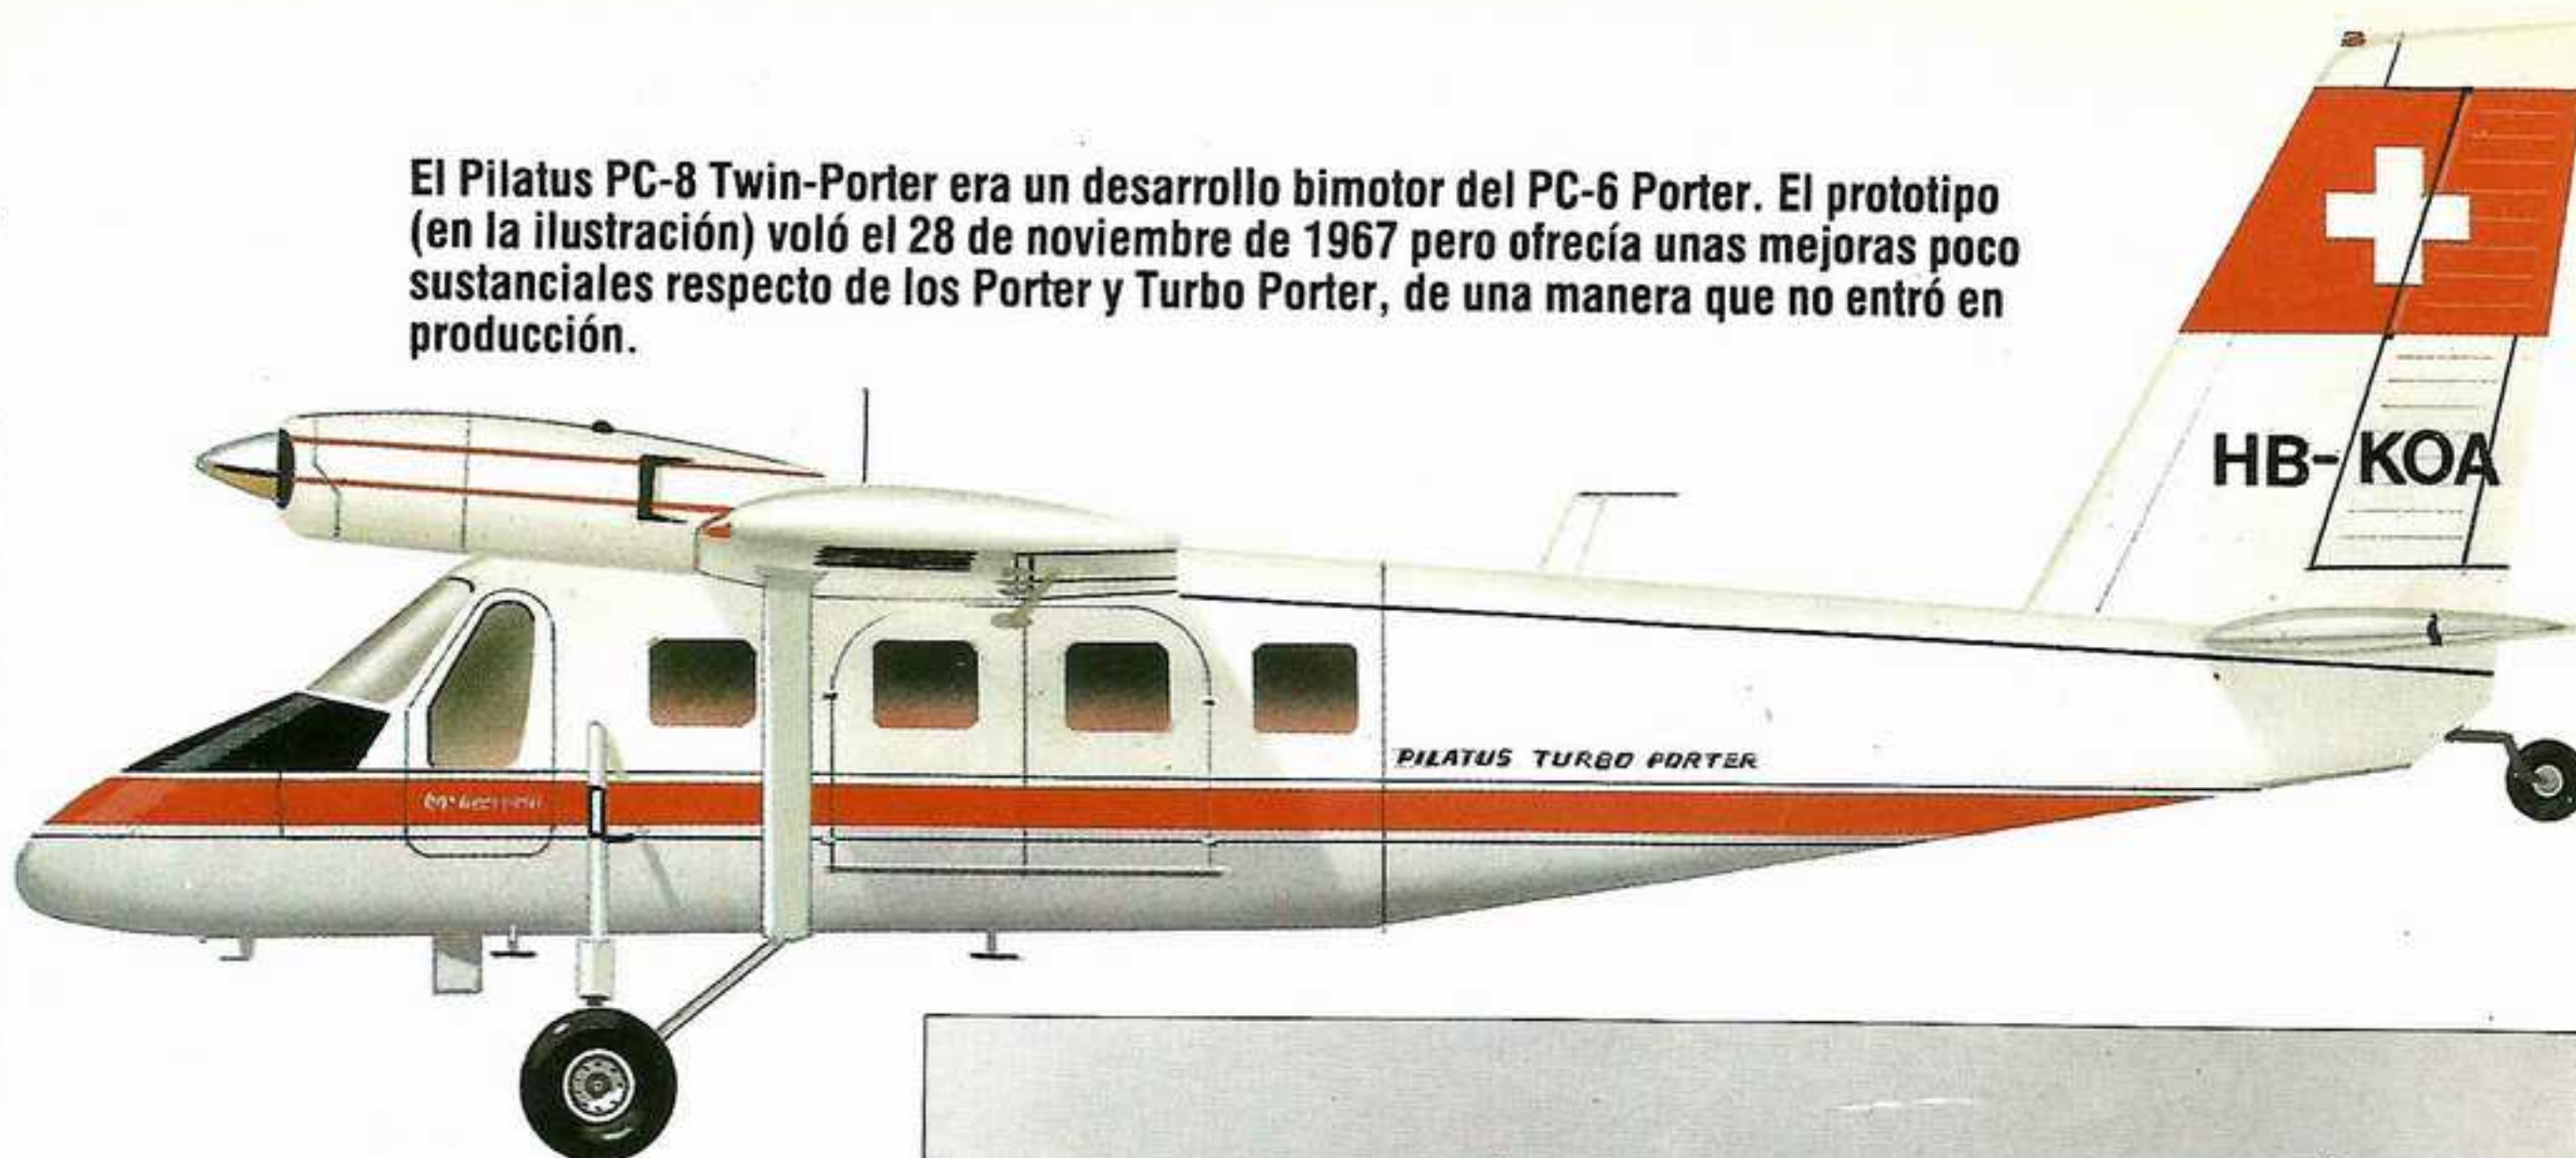 El Pilatus PC-8 Twin-Porter era un desarrollo bimotor del PC-6 Porter. El prototipo
(en la ilustración) voló el 28 de noviembre de 1967 pero ofrecía unas mejoras poco
sustanciales respecto de los Porter y Turbo Porter, de una manera que no entró en
producción.
HB-KOA
PILATUS TURBO PORTER